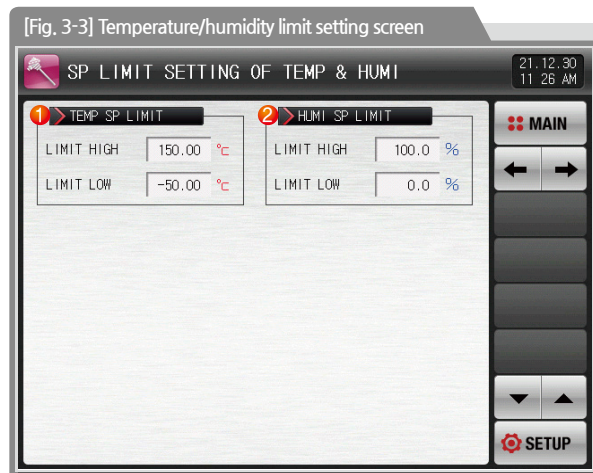 [Fig. 3-3] Temperature/humidity limit setting screen
SP LIMIT SETTING OF TEMP & HUMI
21.12.30
11 26 AM
1 TEMP SP LIMIT
LIMIT HIGH 150.00 ℃
LIMIT LOW -50.00 ℃
2 HUMI SP LIMIT
LIMIT HIGH 100.0 %
LIMIT LOW 0.0 %
MAIN
SETUP